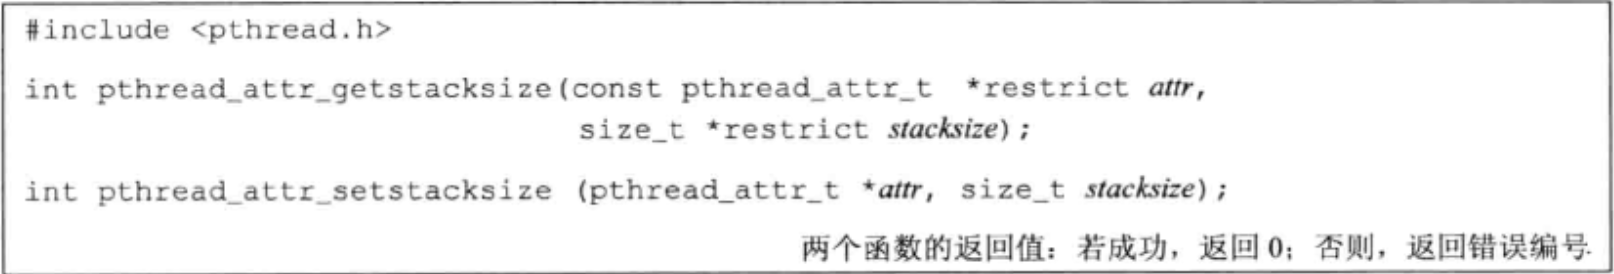 #include <pthread.h>
int pthread_attr_getstacksize(const pthread_attr_t *restrict attr,
size_t *restrict stacksize);
int pthread_attr_setstacksize (pthread_attr_t *attr, size_t stacksize);
两个函数的返回值：若成功，返回 0；否则，返回错误编号